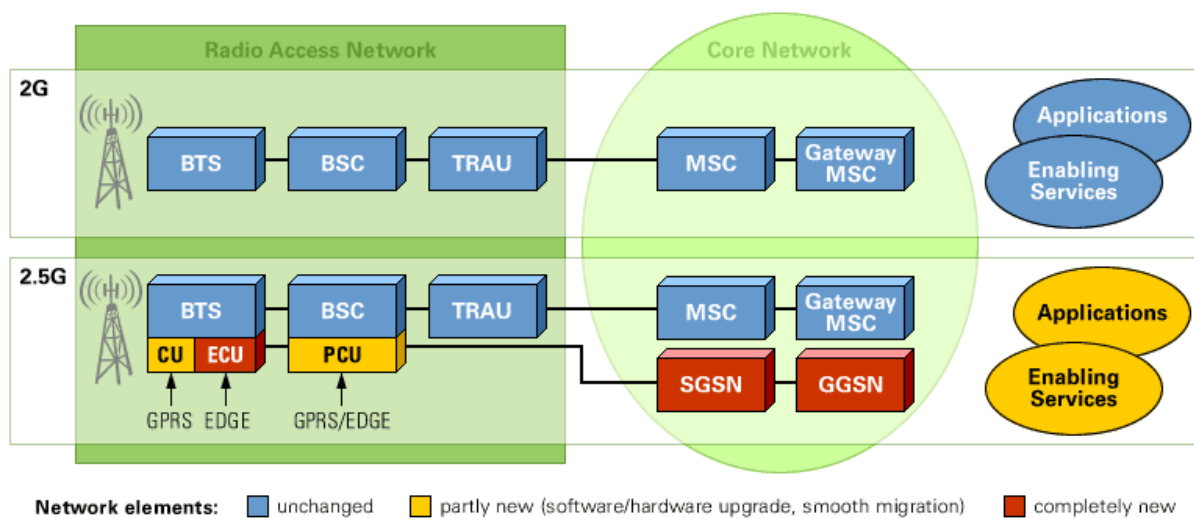 Radio Access Network
Core Network
2G
BTS
BSC
TRAU
MSC
Gateway
MSC
Applications
Enabling
Services
2.5G
BTS
BSC
TRAU
MSC
Gateway
MSC
CU
ECU
PCU
SGSN
GGSN
GPRS
EDGE
GPRS/EDGE
Applications
Enabling
Services
Network elements: unchanged partly new (software/hardware upgrade, smooth migration) completely new